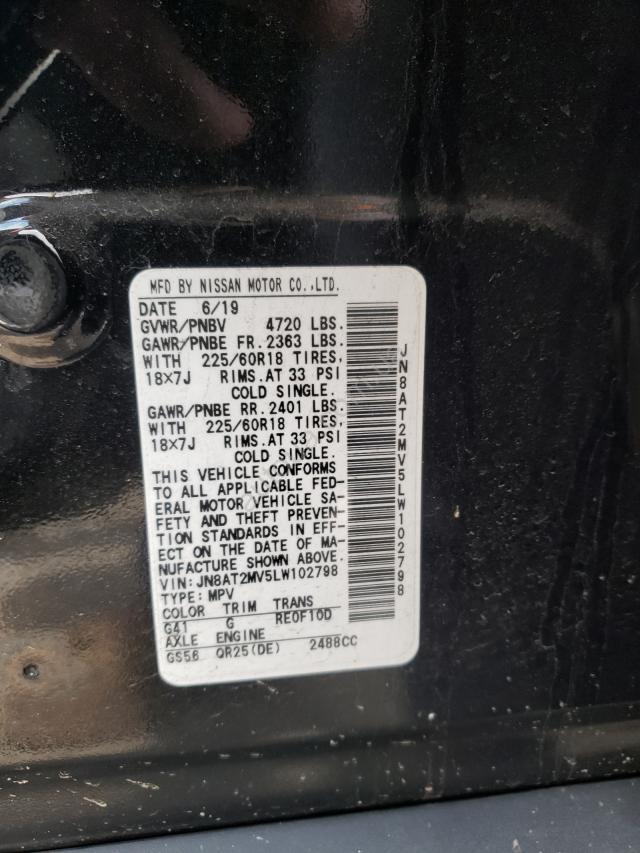 MFD BY NISSAN MOTOR CO.,LTD.
DATE 6/19
GVWR/PNBV 4720 LBS.
GAWR/PNBE FR. 2363 LBS.
WITH 225/60R18 TIRES,
18X7J RIMS.AT 33 PSI
COLD SINGLE.
GAWR/PNBE RR. 2401 LBS.
WITH 225/60R18 TIRES,
18X7J RIMS.AT 33 PSI
COLD SINGLE.
THIS VEHICLE CONFORMS
TO ALL APPLICABLE FED-
ERAL MOTOR VEHICLE SA-
FETY AND THEFT PREVEN-
TION STANDARDS IN EFF-
ECT ON THE DATE OF MA-
NUFACTURE SHOWN ABOVE.
VIN: JN8AT2MV5LW102798
TYPE: MPV
COLOR TRIM TRANS
G41 G RE0F10D
AXLE ENGINE
GS56 QR25(DE) 2488CC
JN8AT2MV5LW102798